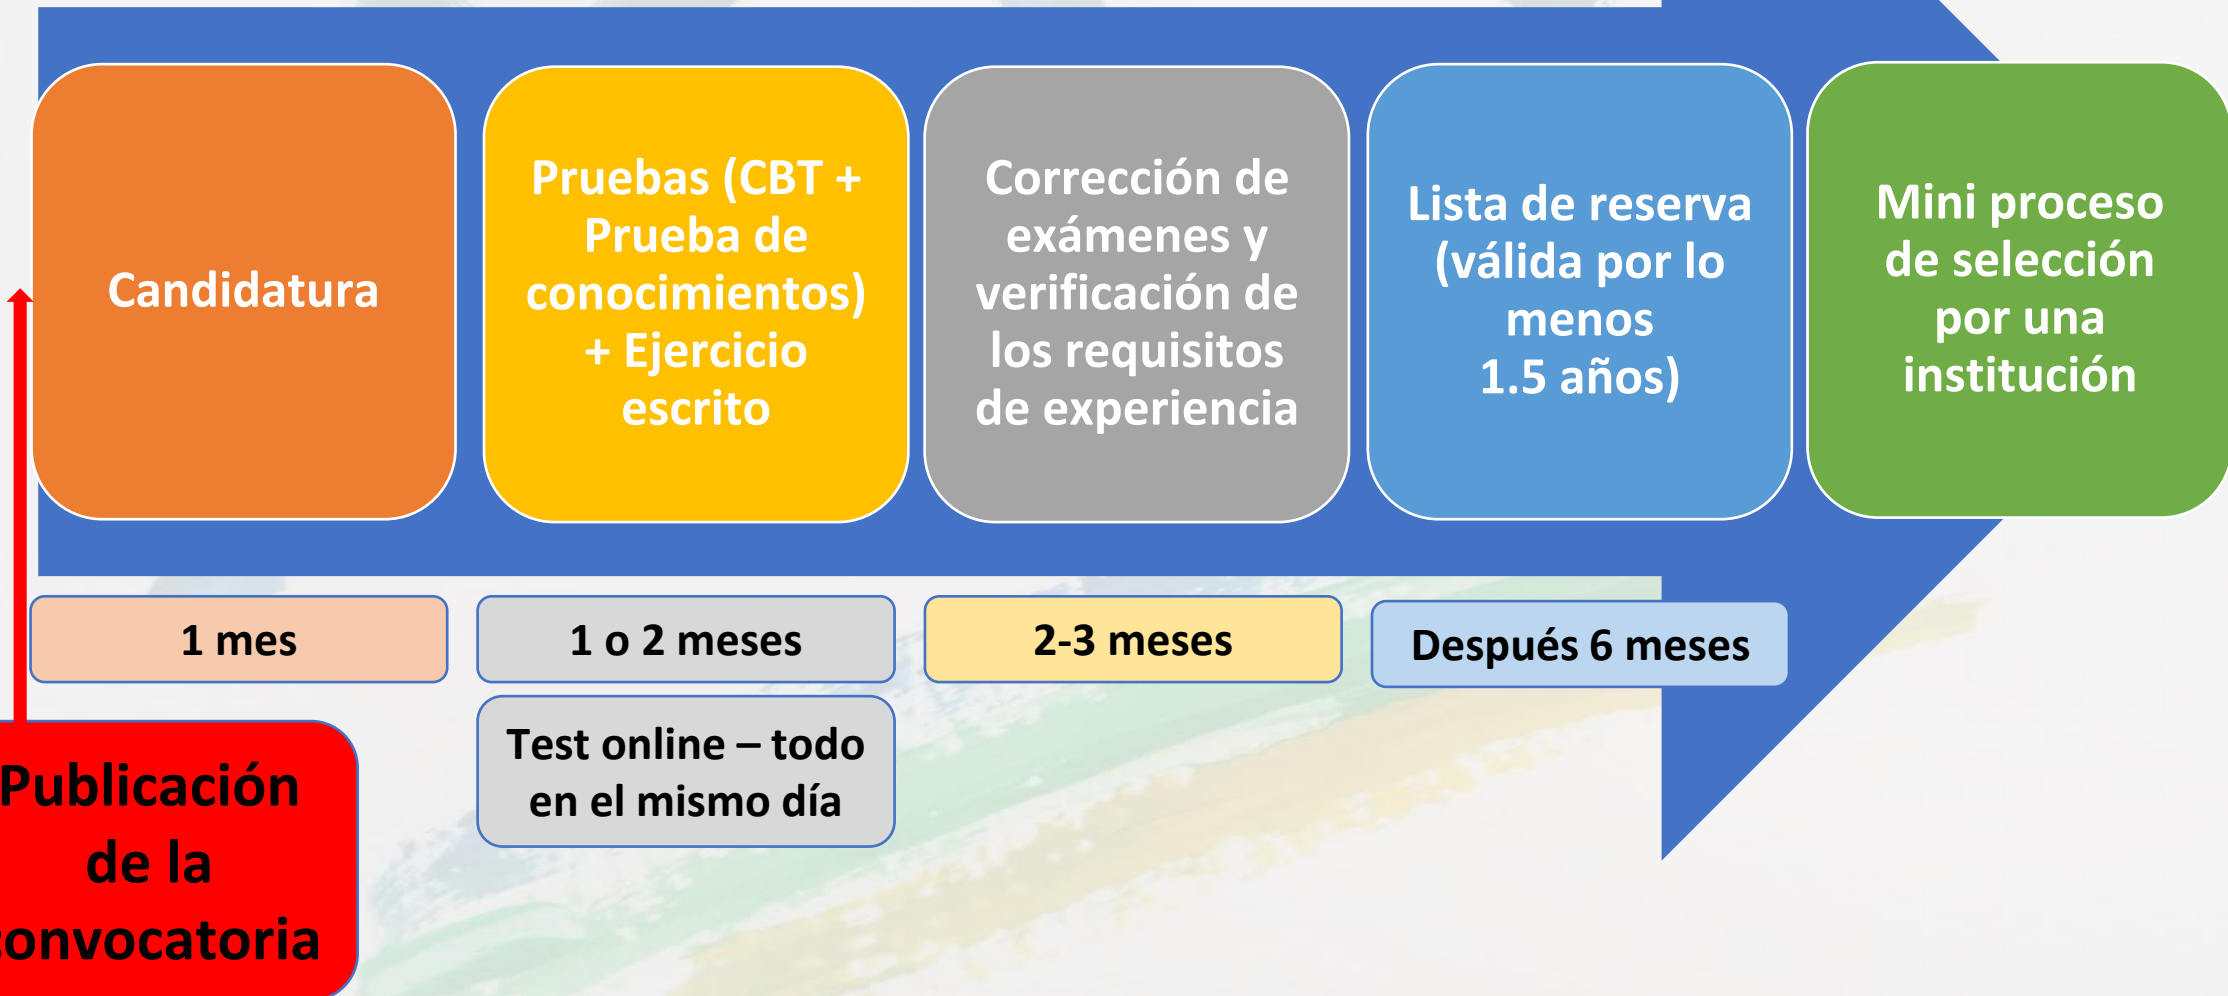 Candidatura
Pruebas (CBT +
Prueba de
conocimientos)
+ Ejercicio
escrito
Corrección de
exámenes y
verificación de
los requisitos
de experiencia
Lista de reserva
(válida por lo
menos
1.5 años)
Mini proceso
de selección
por una
institución
1 mes
1 o 2 meses
2-3 meses
Después 6 meses
Test online – todo
en el mismo día
Publicación
de la
convocatoria